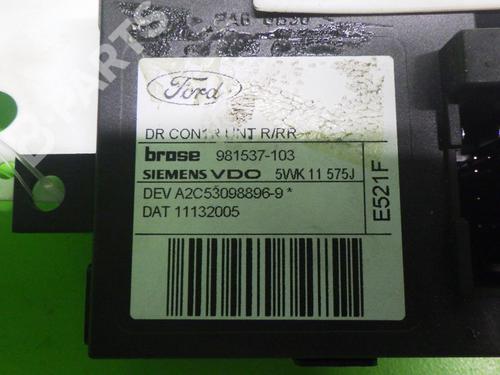 Ford
DR CONTR UNT R/RR
brose 981537-103
SIEMENS VDO 5WK 11 575J
DEV A2C53098896-9 *
DAT 11132005
E521F
PARTS